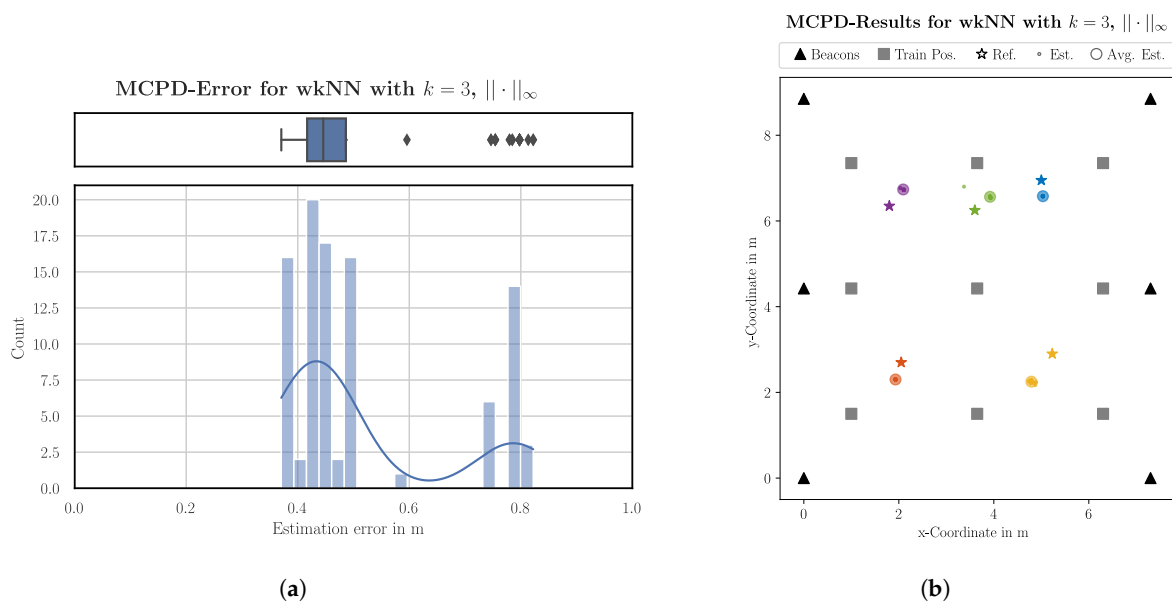 MCPD-Error for wkNN with k = 3, || · ||∞
20.0
17.5
15.0
12.5
10.0
7.5
5.0
2.5
0.0
Count
0.0 0.2 0.4 0.6 0.8 1.0
Estimation error in m
(a)
MCPD-Results for wkNN with k = 3, || · ||∞
Beacons Train Pos. Ref. Est. Avg. Est.
8
6
4
2
0
y-Coordinate in m
0 2 4 6
x-Coordinate in m
(b)